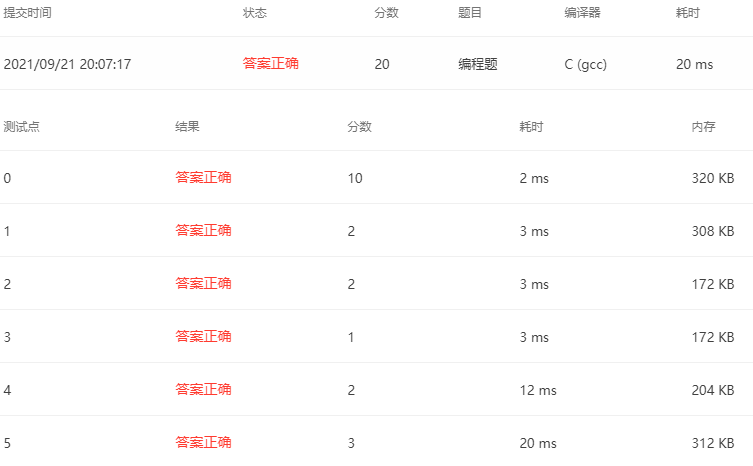 提交时间 状态 分数 题目 编译器 耗时
2021/09/21 20:07:17 答案正确 20 编程题 C (gcc) 20 ms
测试点 结果 分数 耗时 内存
0 答案正确 10 2 ms 320 KB
1 答案正确 2 3 ms 308 KB
2 答案正确 2 3 ms 172 KB
3 答案正确 1 3 ms 172 KB
4 答案正确 2 12 ms 204 KB
5 答案正确 3 20 ms 312 KB